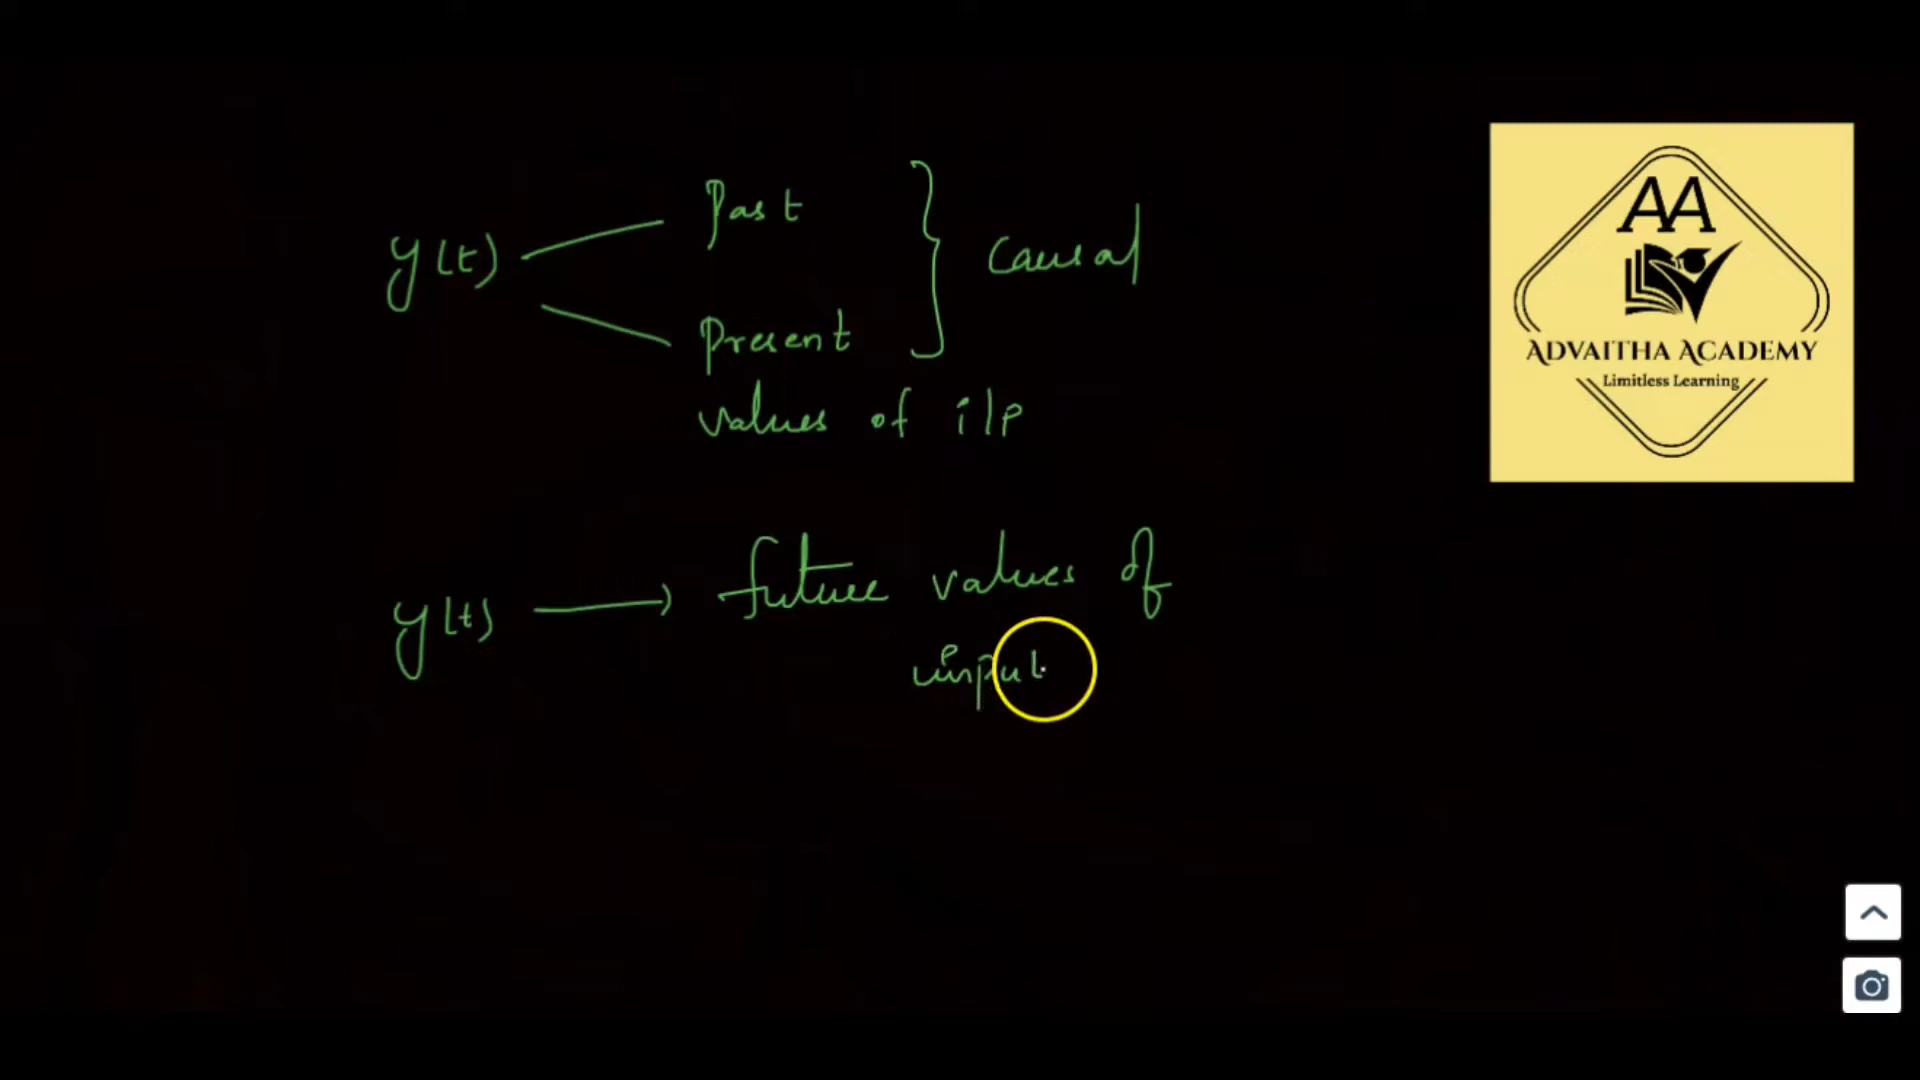 y(t)
Past
Present
} Causal
values of i/p
y(t) → future values of
input
AA
ADVAITHA ACADEMY
Limitless Learning